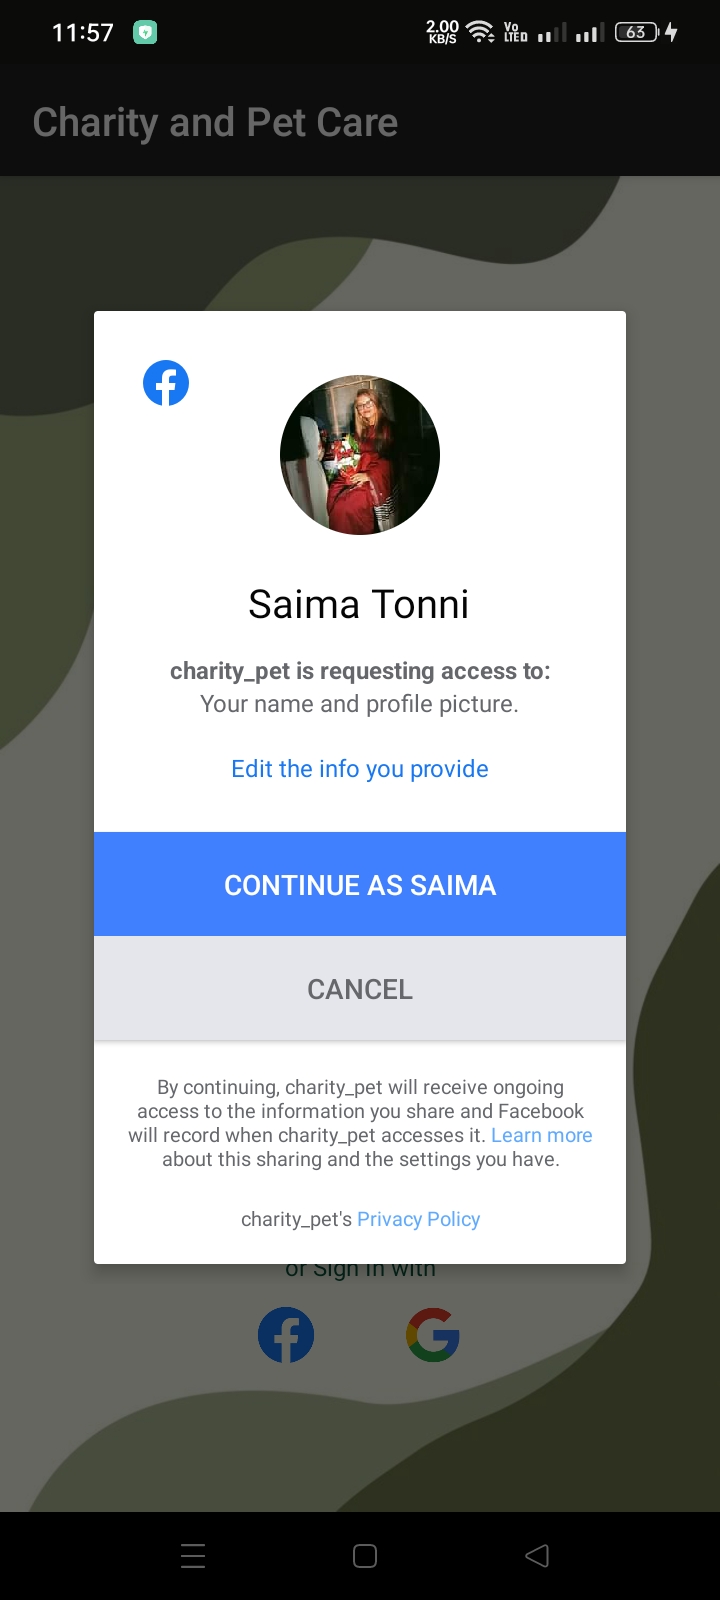 11:57
2.00 KB/S
Vo LTED
63
Charity and Pet Care
Saima Tonni
charity_pet is requesting access to:
Your name and profile picture.
Edit the info you provide
CONTINUE AS SAIMA
CANCEL
By continuing, charity_pet will receive ongoing
access to the information you share and Facebook
will record when charity_pet accesses it. Learn more
about this sharing and the settings you have.
charity_pet's Privacy Policy
or Sign in with